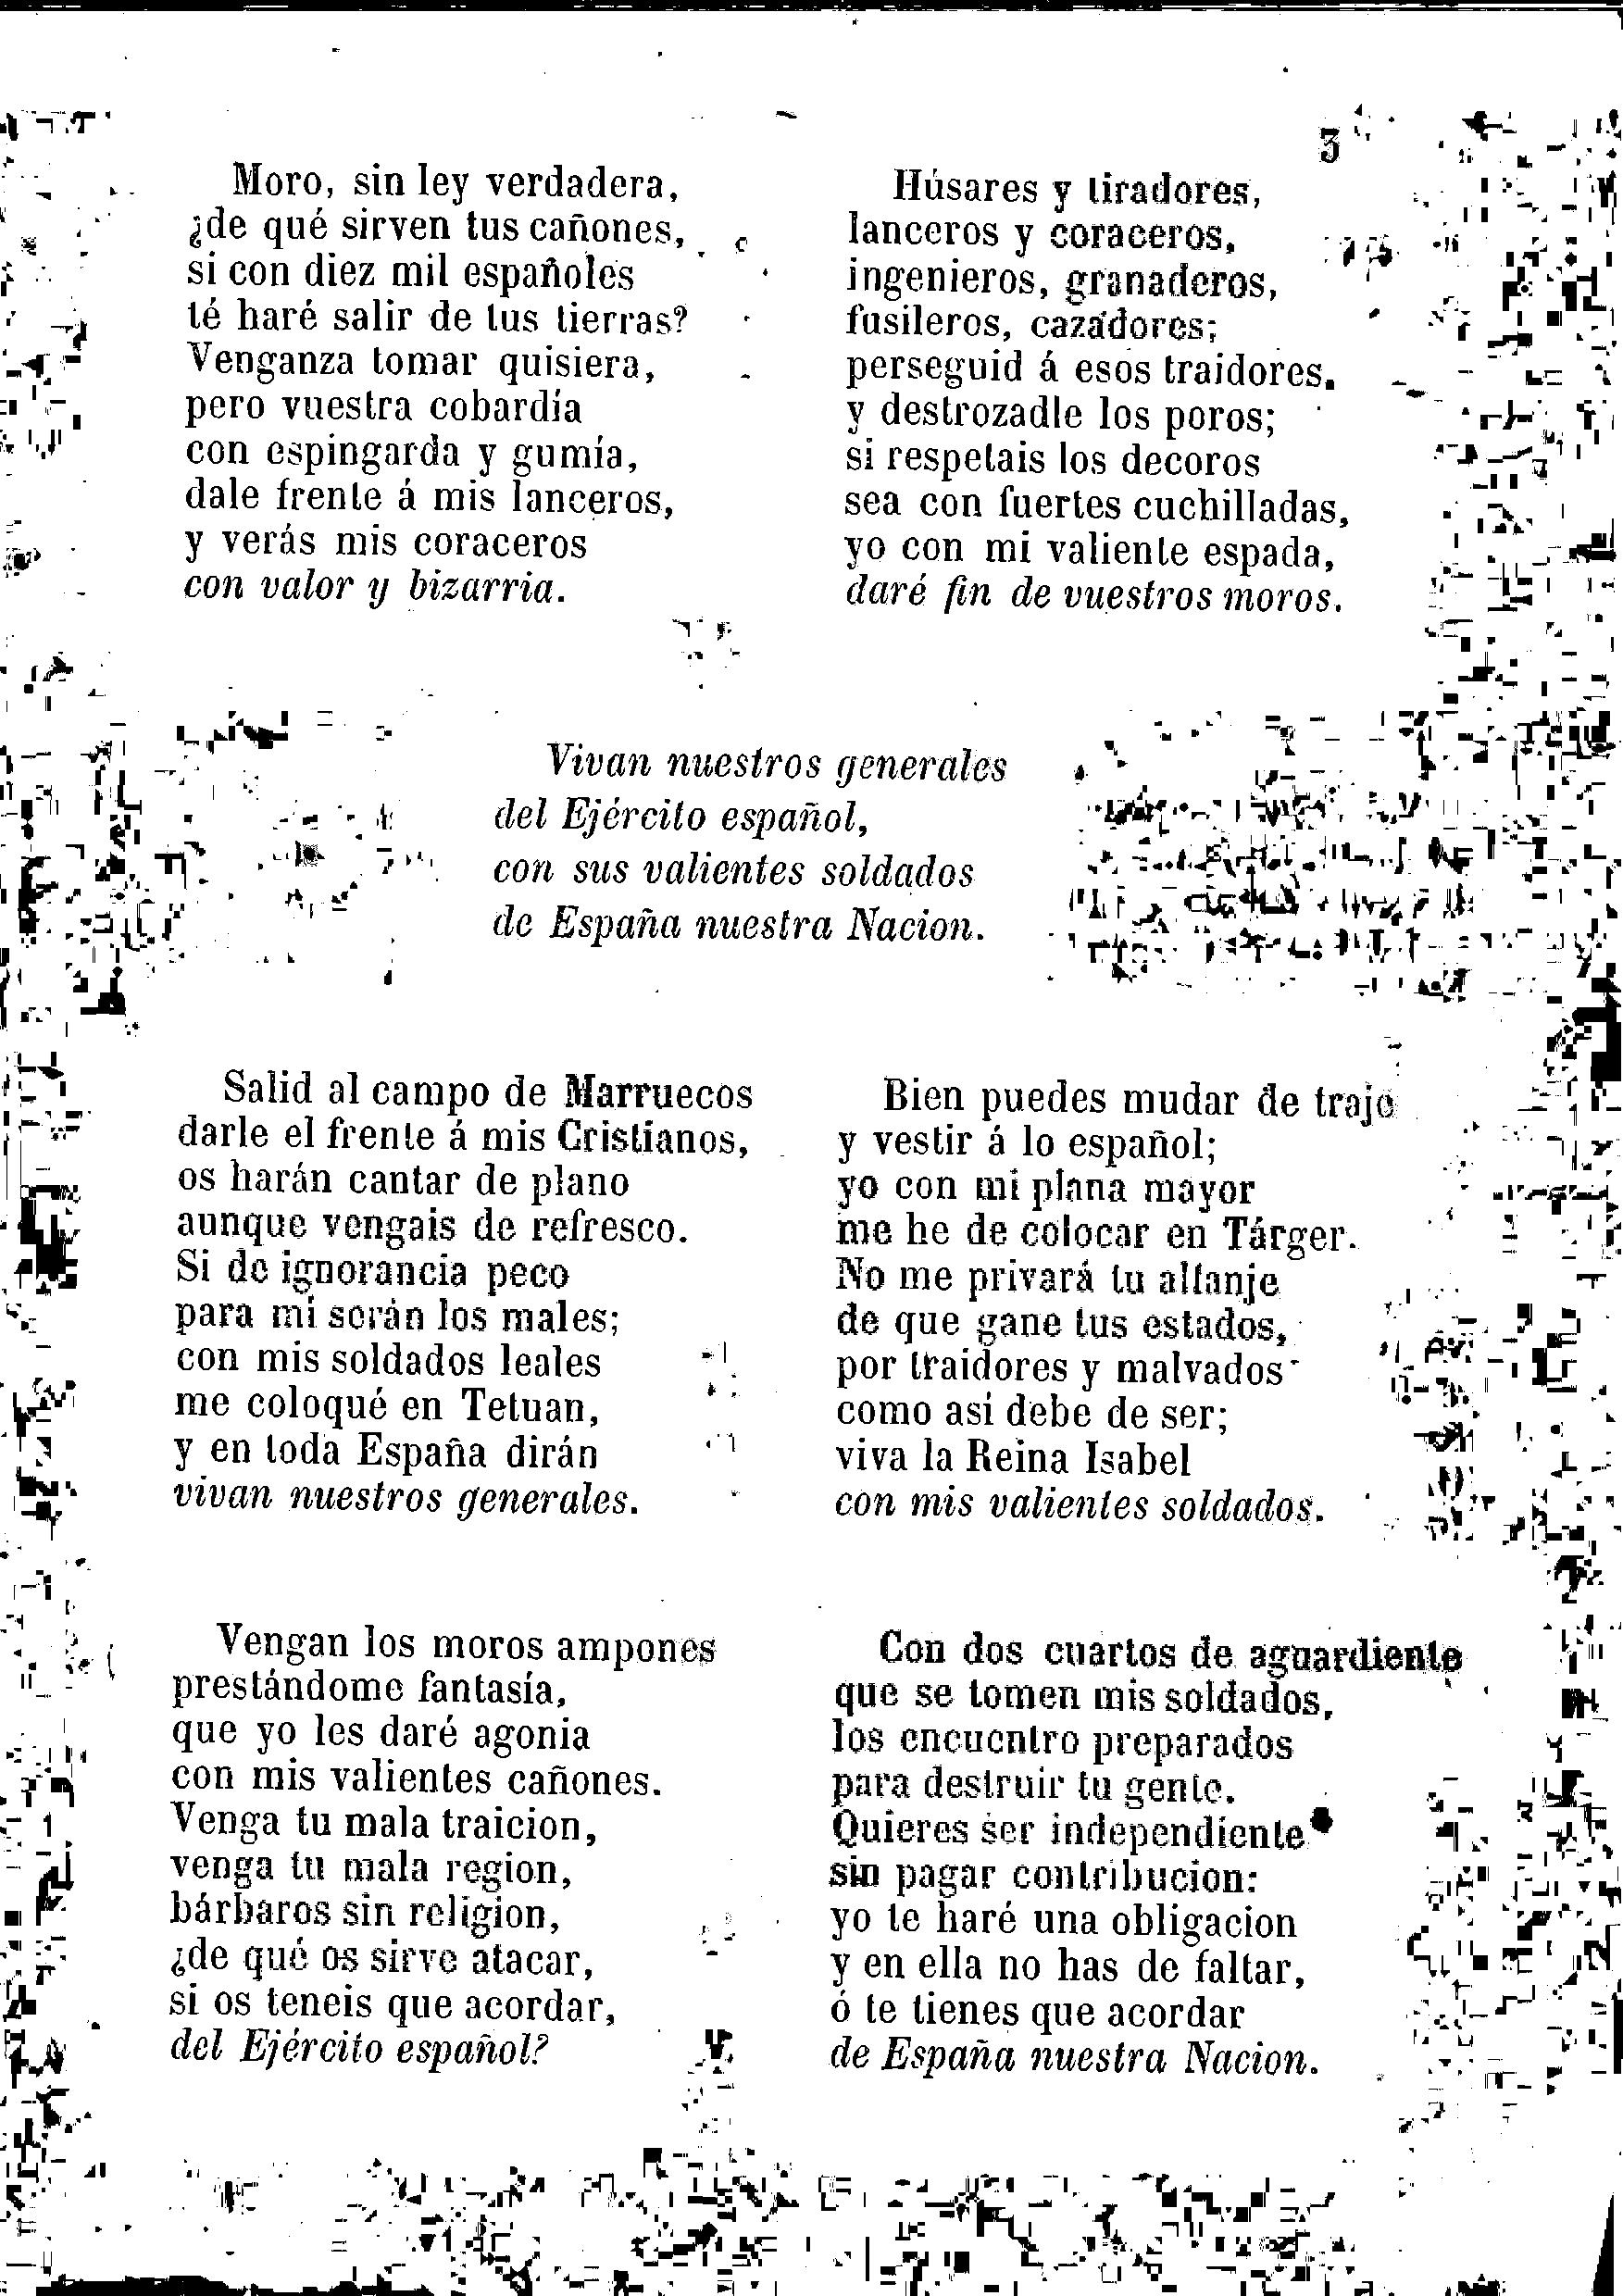 3
Moro, sin ley verdadera,
¿de qué sirven tus cañones,
si con diez mil españoles
té haré salir de tus tierras?
Venganza tomar quisiera,
pero vuestra cobardía
con espingarda y gumía,
dale frente á mis lanceros,
y verás mis coraceros
con valor y bizarria.
Húsares y tiradores,
lanceros y coraceros,
ingenieros, granaderos,
fusileros, cazadores;
perseguid á esos traidores,
y destrozadle los poros;
si respetais los decoros
sea con fuertes cuchilladas,
yo con mi valiente espada,
daré fin de vuestros moros.
Vivan nuestros generales
del Ejército español,
con sus valientes soldados
de España nuestra Nacion.
Salid al campo de Marruecos
darle el frente á mis Cristianos,
os harán cantar de plano
aunque vengais de refresco.
Si de ignorancia peco
para mi serán los males;
con mis soldados leales
me coloqué en Tetuan,
y en toda España dirán
vivan nuestros generales.
Bien puedes mudar de traje
y vestir á lo español;
yo con mi plana mayor
me he de colocar en Tárger.
No me privará tu alfanje
de que gane tus estados,
por traidores y malvados
como asi debe de ser;
viva la Reina Isabel
con mis valientes soldados.
Vengan los moros ampones
prestándome fantasía,
que yo les daré agonia
con mis valientes cañones.
Venga tu mala traicion,
venga tu mala region,
bárbaros sin religion,
¿de qué os sirve atacar,
si os teneis que acordar,
del Ejército español?
Con dos cuartos de aguardiente
que se tomen mis soldados,
los encuentro preparados
para destruir tu gente.
Quieres ser independiente
sin pagar contribucion:
yo te haré una obligacion
y en ella no has de faltar,
ó te tienes que acordar
de España nuestra Nacion.